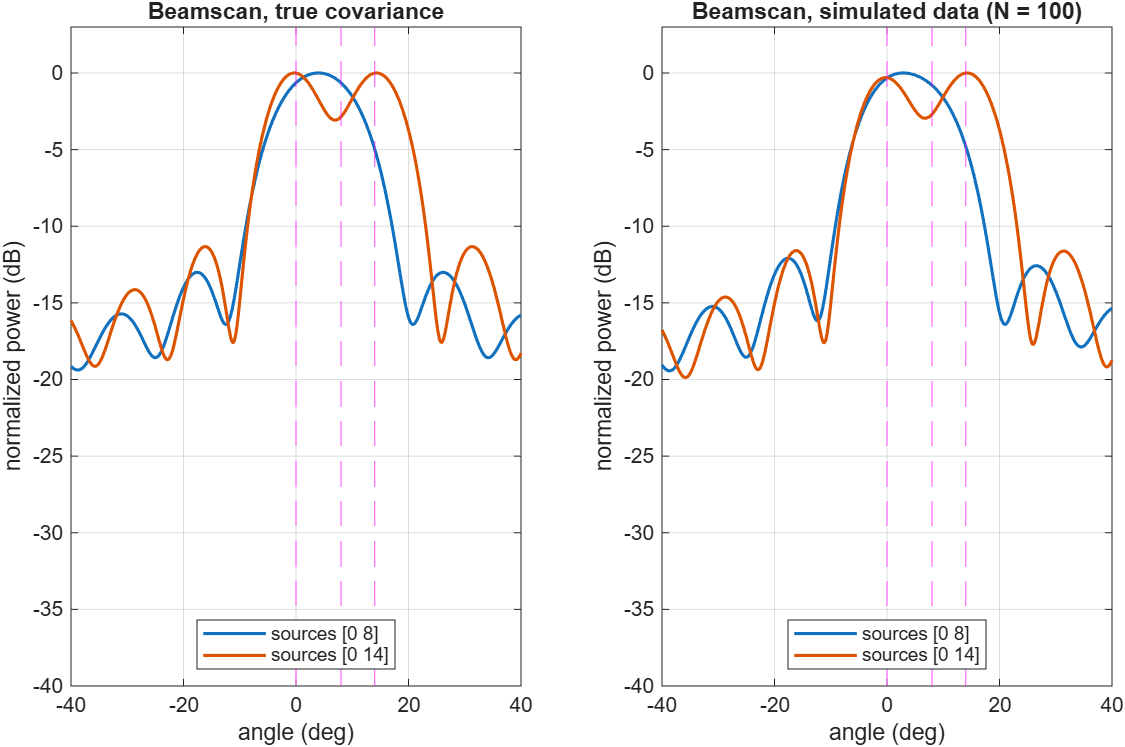 Beamscan, true covariance
0
-5
-10
-15
-20
-25
-30
-35
-40
normalized power (dB)
sources [0 8]
sources [0 14]
-40
-20
0
20
40
angle (deg)
Beamscan, simulated data (N = 100)
0
-5
-10
-15
-20
-25
-30
-35
-40
normalized power (dB)
sources [0 8]
sources [0 14]
-40
-20
0
20
40
angle (deg)